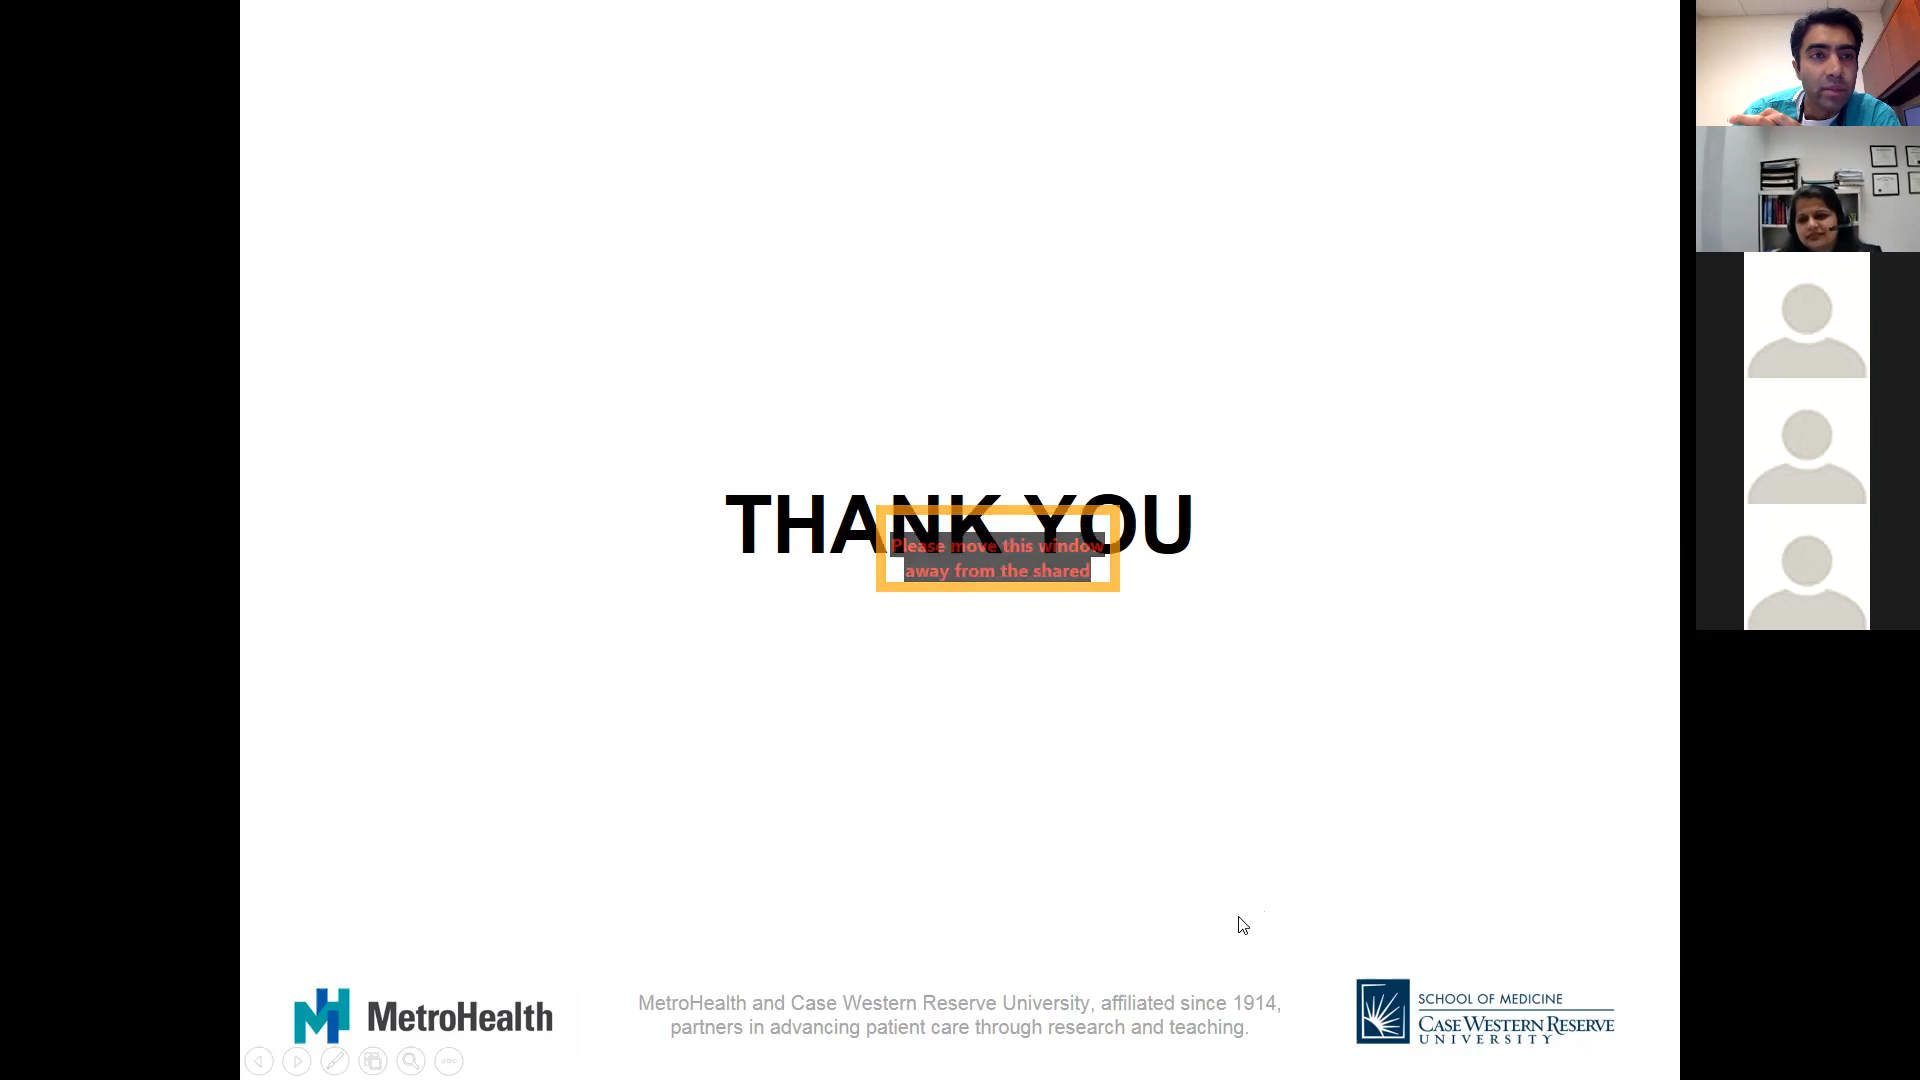 THANK YOU
Please move this window
away from the shared
MetroHealth
MetroHealth and Case Western Reserve University, affiliated since 1914,
partners in advancing patient care through research and teaching.
SCHOOL OF MEDICINE
CASE WESTERN RESERVE
UNIVERSITY